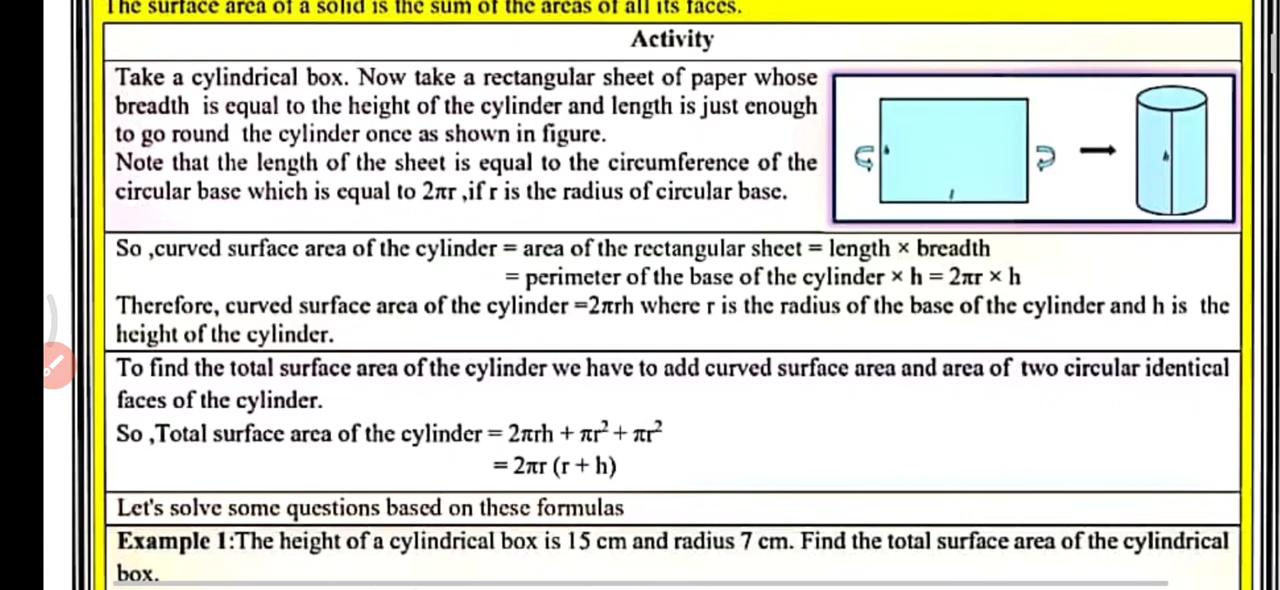 The surface area of a solid is the sum of the areas of all its faces.
Activity
Take a cylindrical box. Now take a rectangular sheet of paper whose
breadth is equal to the height of the cylinder and length is just enough
to go round the cylinder once as shown in figure.
Note that the length of the sheet is equal to the circumference of the
circular base which is equal to 2πr ,if r is the radius of circular base.
h
l
h
So ,curved surface area of the cylinder = area of the rectangular sheet = length × breadth
= perimeter of the base of the cylinder × h = 2πr × h
Therefore, curved surface area of the cylinder =2πrh where r is the radius of the base of the cylinder and h is the
height of the cylinder.
To find the total surface area of the cylinder we have to add curved surface area and area of two circular identical
faces of the cylinder.
So ,Total surface area of the cylinder = 2πrh + πr² + πr²
= 2πr (r + h)
Let's solve some questions based on these formulas
Example 1:The height of a cylindrical box is 15 cm and radius 7 cm. Find the total surface area of the cylindrical
box.